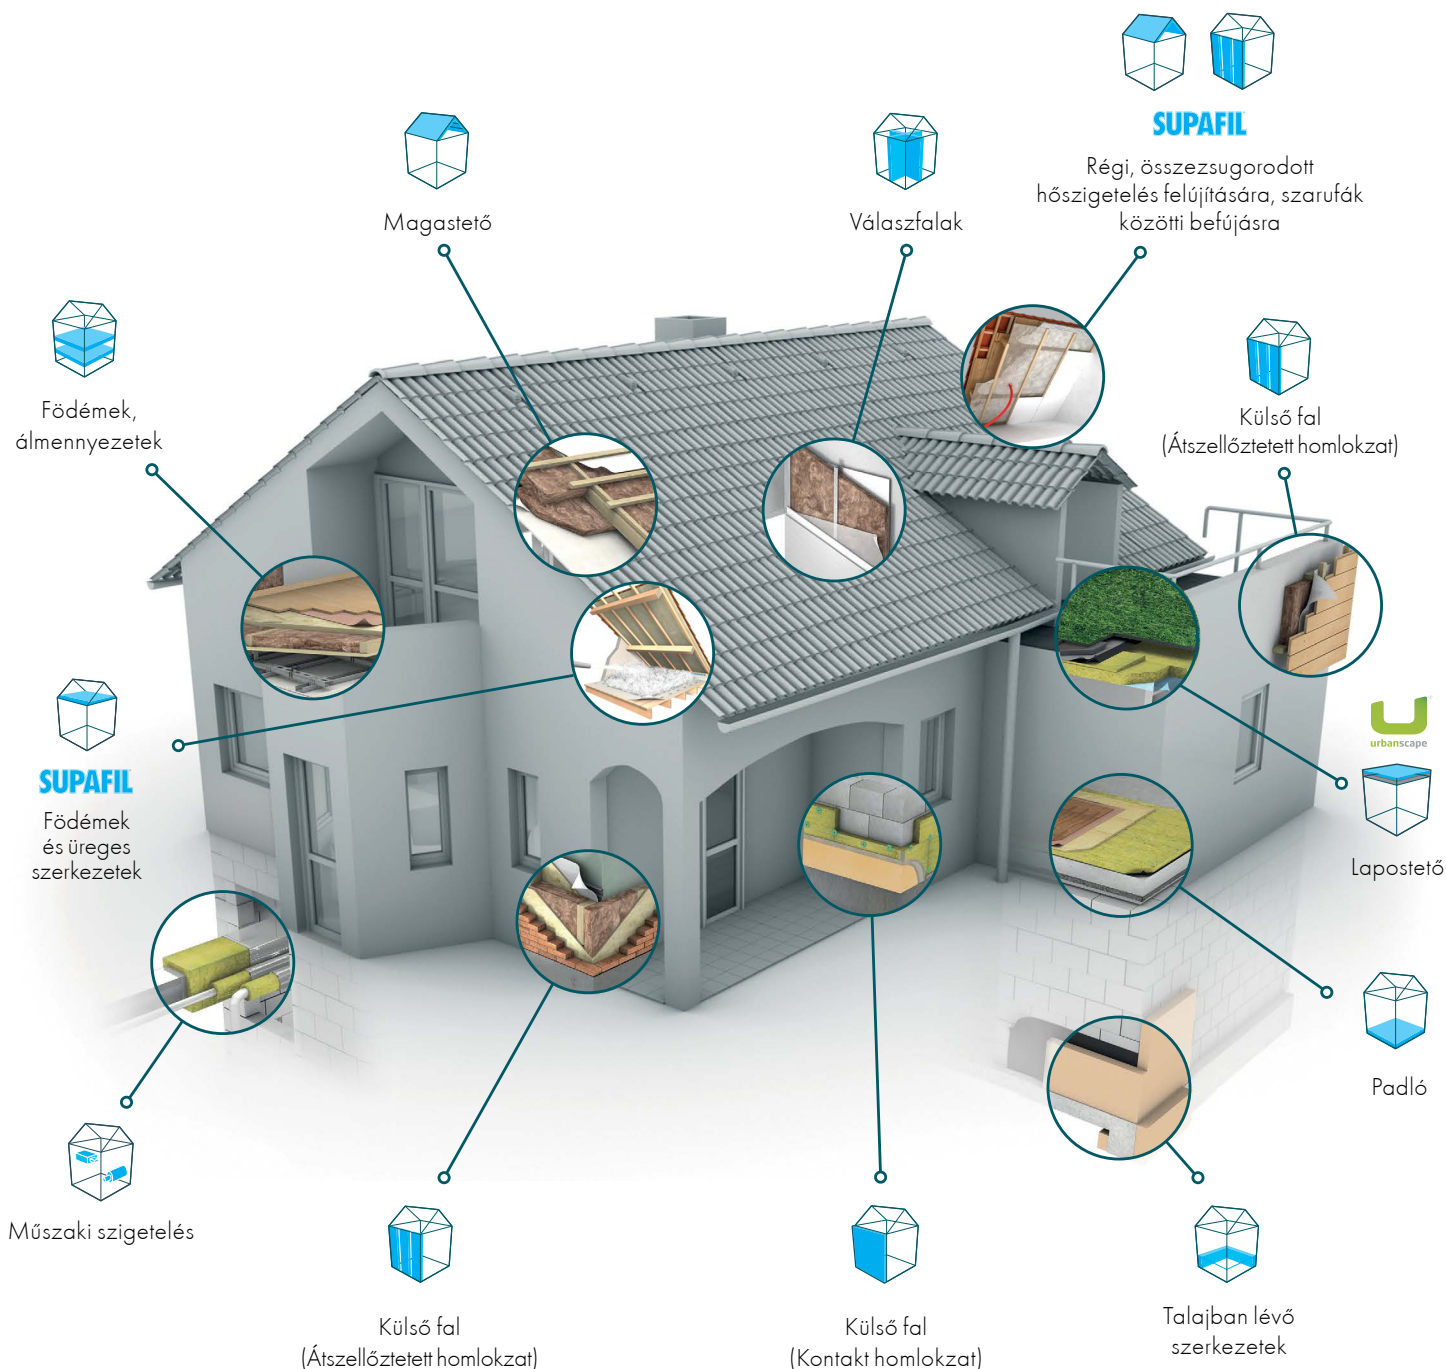 SUPAFIL
Régi, összezsugorodott
hőszigetelés felújítására, szarufák
közötti befújásra
Magastető
Válaszfalak
Födémek,
álmennyezetek
Külső fal
(Átszellőztetett homlokzat)
SUPAFIL
Födémek
és üreges
szerkezetek
urbanscape
Lapostető
Padló
Műszaki szigetelés
Külső fal
(Átszellőztetett homlokzat)
Külső fal
(Kontakt homlokzat)
Talajban lévő
szerkezetek